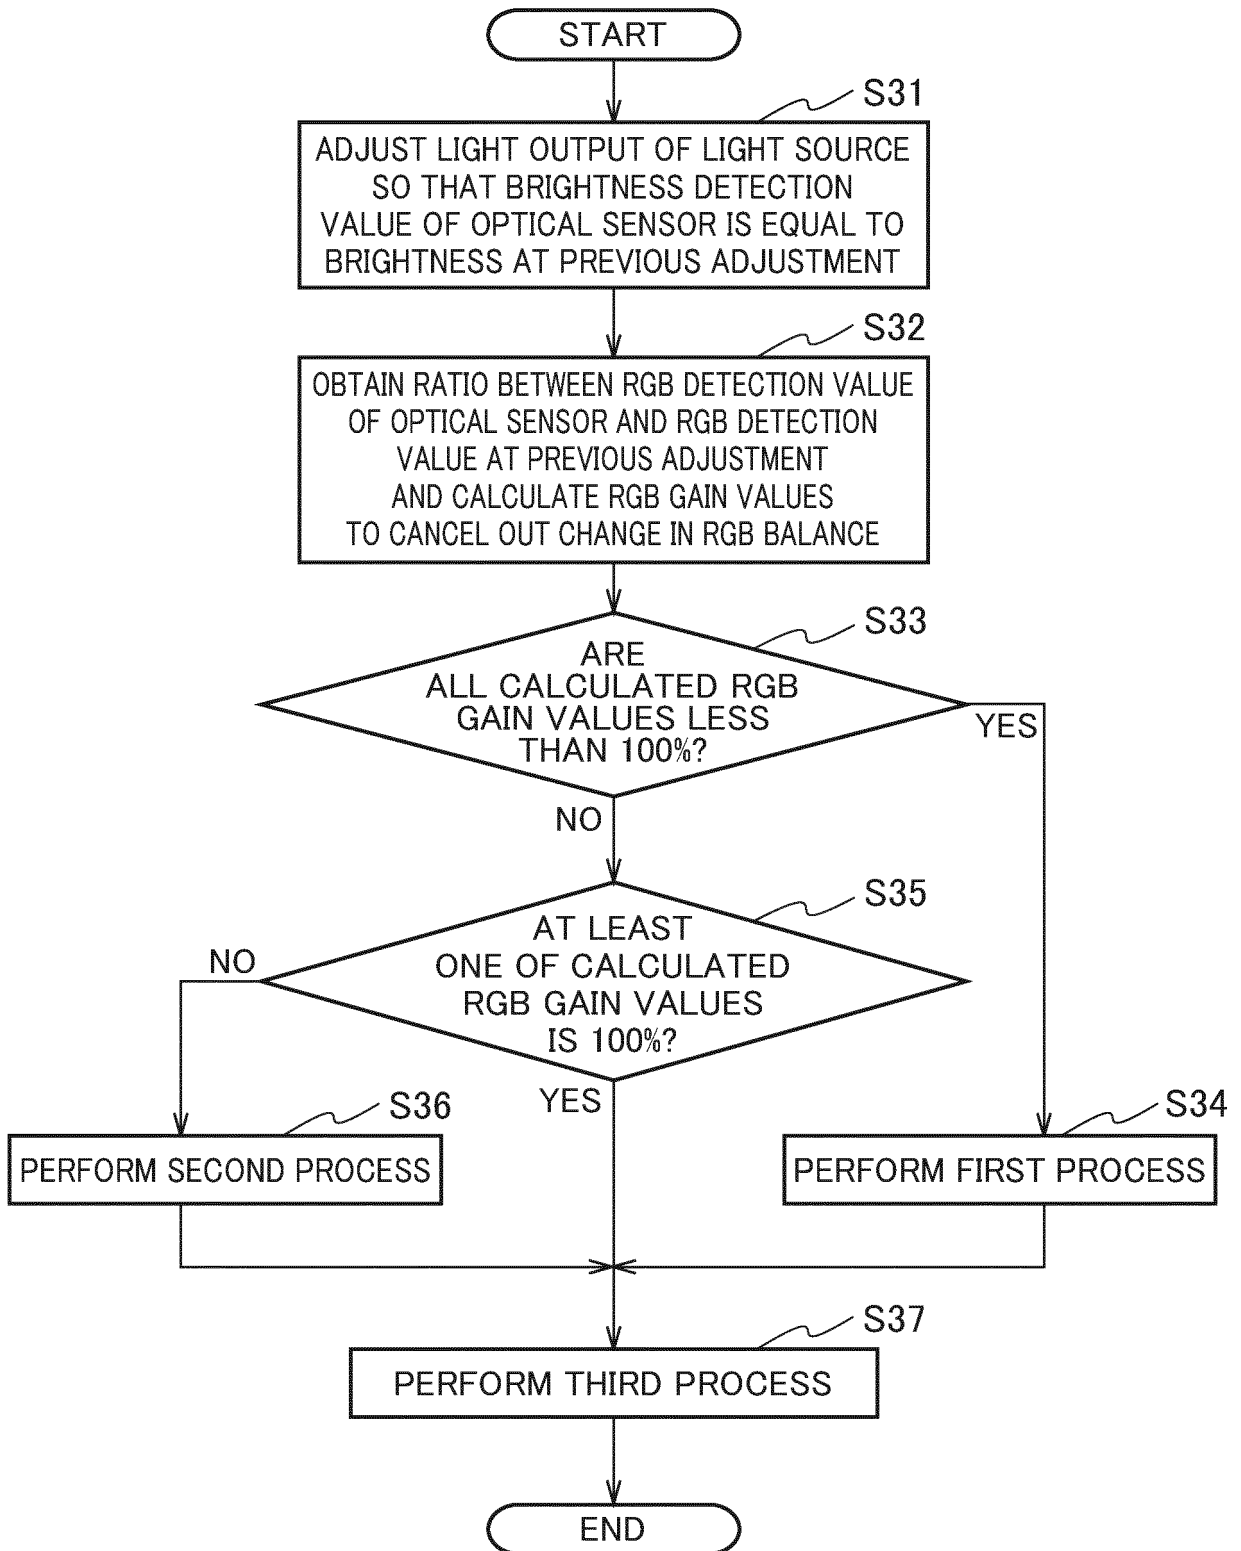 START
S31
ADJUST LIGHT OUTPUT OF LIGHT SOURCE
SO THAT BRIGHTNESS DETECTION
VALUE OF OPTICAL SENSOR IS EQUAL TO
BRIGHTNESS AT PREVIOUS ADJUSTMENT
S32
OBTAIN RATIO BETWEEN RGB DETECTION VALUE
OF OPTICAL SENSOR AND RGB DETECTION
VALUE AT PREVIOUS ADJUSTMENT
AND CALCULATE RGB GAIN VALUES
TO CANCEL OUT CHANGE IN RGB BALANCE
S33
ARE
ALL CALCULATED RGB
GAIN VALUES LESS
THAN 100%?
YES
NO
S35
AT LEAST
ONE OF CALCULATED
RGB GAIN VALUES
IS 100%?
NO
YES
S36
PERFORM SECOND PROCESS
S34
PERFORM FIRST PROCESS
S37
PERFORM THIRD PROCESS
END